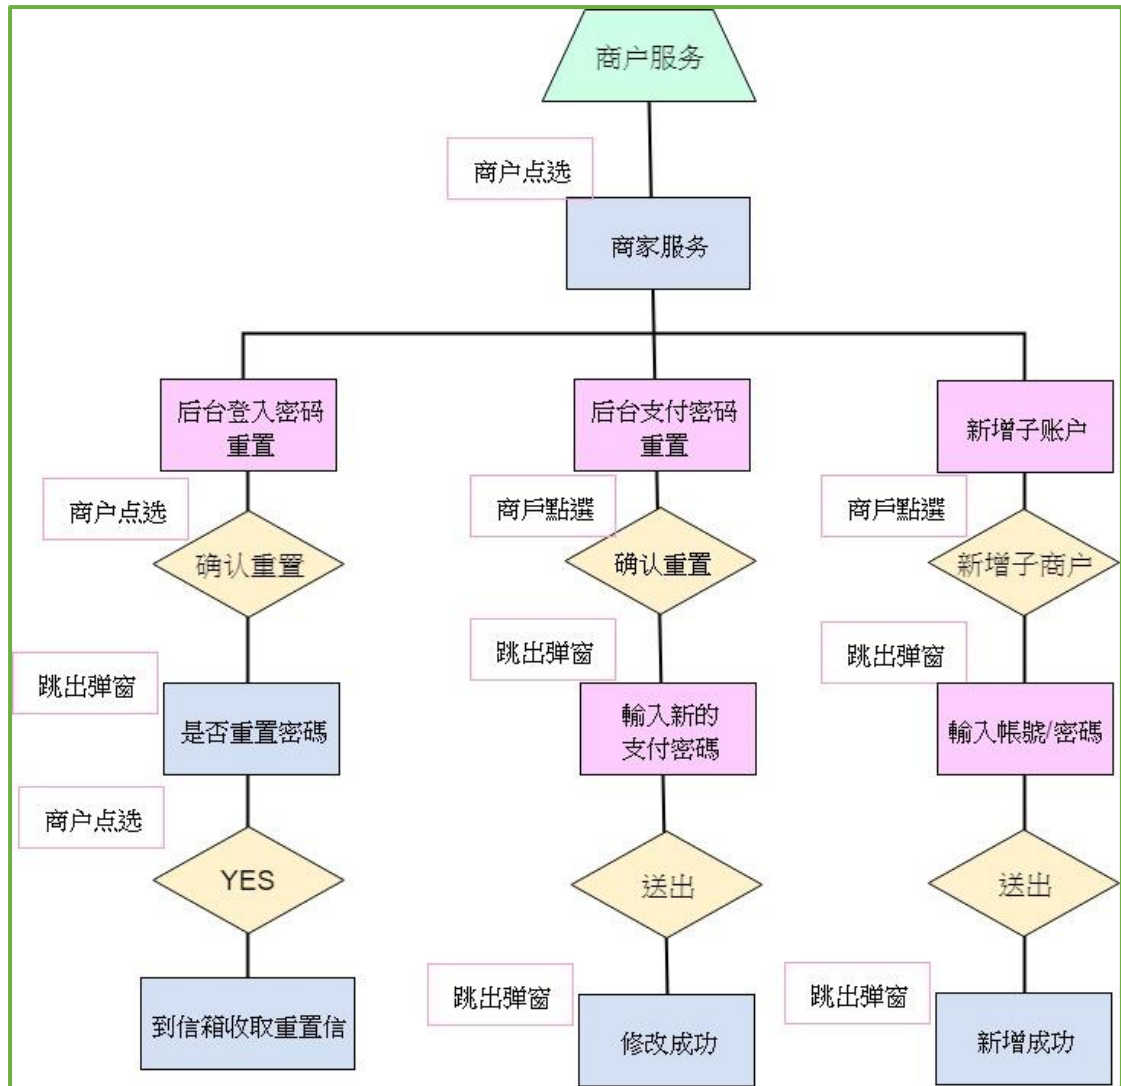 商户服务
商户点选
商家服务
后台登入密码
重置
后台支付密码
重置
新增子账户
商户点选
商戶點選
商戶點選
确认重置
确认重置
新增子商户
跳出弹窗
跳出弹窗
跳出弹窗
是否重置密碼
輸入新的
支付密碼
輸入帳號/密碼
商户点选
YES
送出
送出
跳出弹窗
跳出弹窗
到信箱收取重置信
修改成功
新增成功